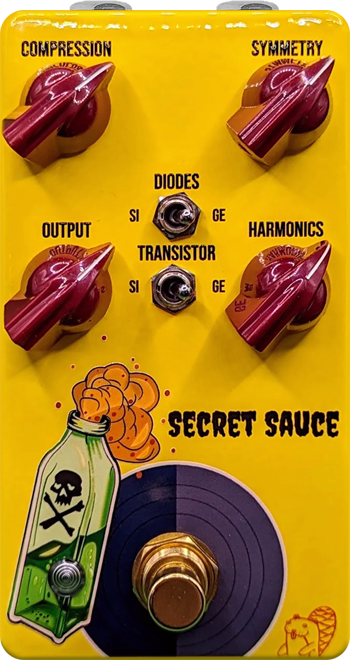 COMPRESSION SYMMETRY
DIODES
SI GE
OUTPUT HARMONICS
TRANSISTOR
SI GE
SECRET SAUCE